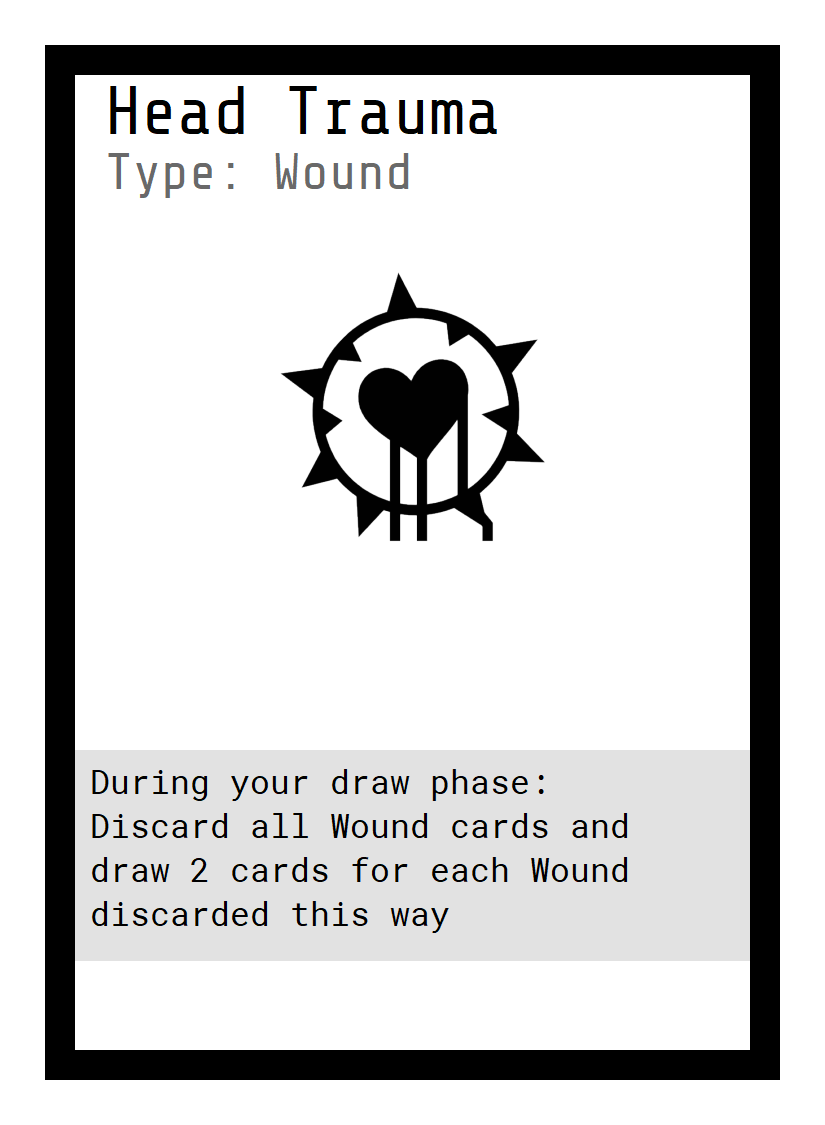 Head Trauma
Type: Wound
During your draw phase:
Discard all Wound cards and
draw 2 cards for each Wound
discarded this way